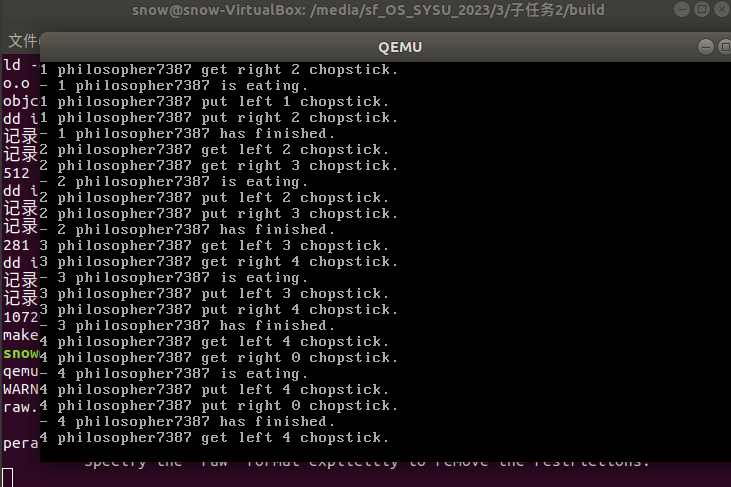 snow@snow-VirtualBox: /media/sf_OS_SYSU_2023/3/子任务2/build
文件
QEMU
ld -
o.o
objc
dd i
记录
记录
512
dd i
记录
记录
281
dd i
记录
记录
1072
make
snow
qemu
WARN
raw.
pera
1 philosopher7387 get right 2 chopstick.
- 1 philosopher7387 is eating.
1 philosopher7387 put left 1 chopstick.
1 philosopher7387 put right 2 chopstick.
- 1 philosopher7387 has finished.
2 philosopher7387 get left 2 chopstick.
2 philosopher7387 get right 3 chopstick.
- 2 philosopher7387 is eating.
2 philosopher7387 put left 2 chopstick.
2 philosopher7387 put right 3 chopstick.
- 2 philosopher7387 has finished.
3 philosopher7387 get left 3 chopstick.
3 philosopher7387 get right 4 chopstick.
- 3 philosopher7387 is eating.
3 philosopher7387 put left 3 chopstick.
3 philosopher7387 put right 4 chopstick.
- 3 philosopher7387 has finished.
4 philosopher7387 get left 4 chopstick.
4 philosopher7387 get right 0 chopstick.
- 4 philosopher7387 is eating.
4 philosopher7387 put left 4 chopstick.
4 philosopher7387 put right 0 chopstick.
- 4 philosopher7387 has finished.
4 philosopher7387 get left 4 chopstick.
Specify the 'raw' format explicitly to remove the restrictions.